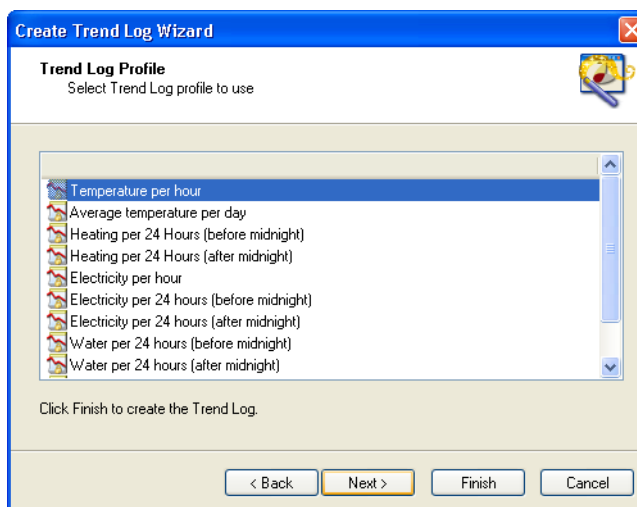 Create Trend Log Wizard
Trend Log Profile
Select Trend Log profile to use
Temperature per hour
Average temperature per day
Heating per 24 Hours (before midnight)
Heating per 24 Hours (after midnight)
Electricity per hour
Electricity per 24 hours (before midnight)
Electricity per 24 hours (after midnight)
Water per 24 hours (before midnight)
Water per 24 hours (after midnight)
Click Finish to create the Trend Log.
< Back Next > Finish Cancel